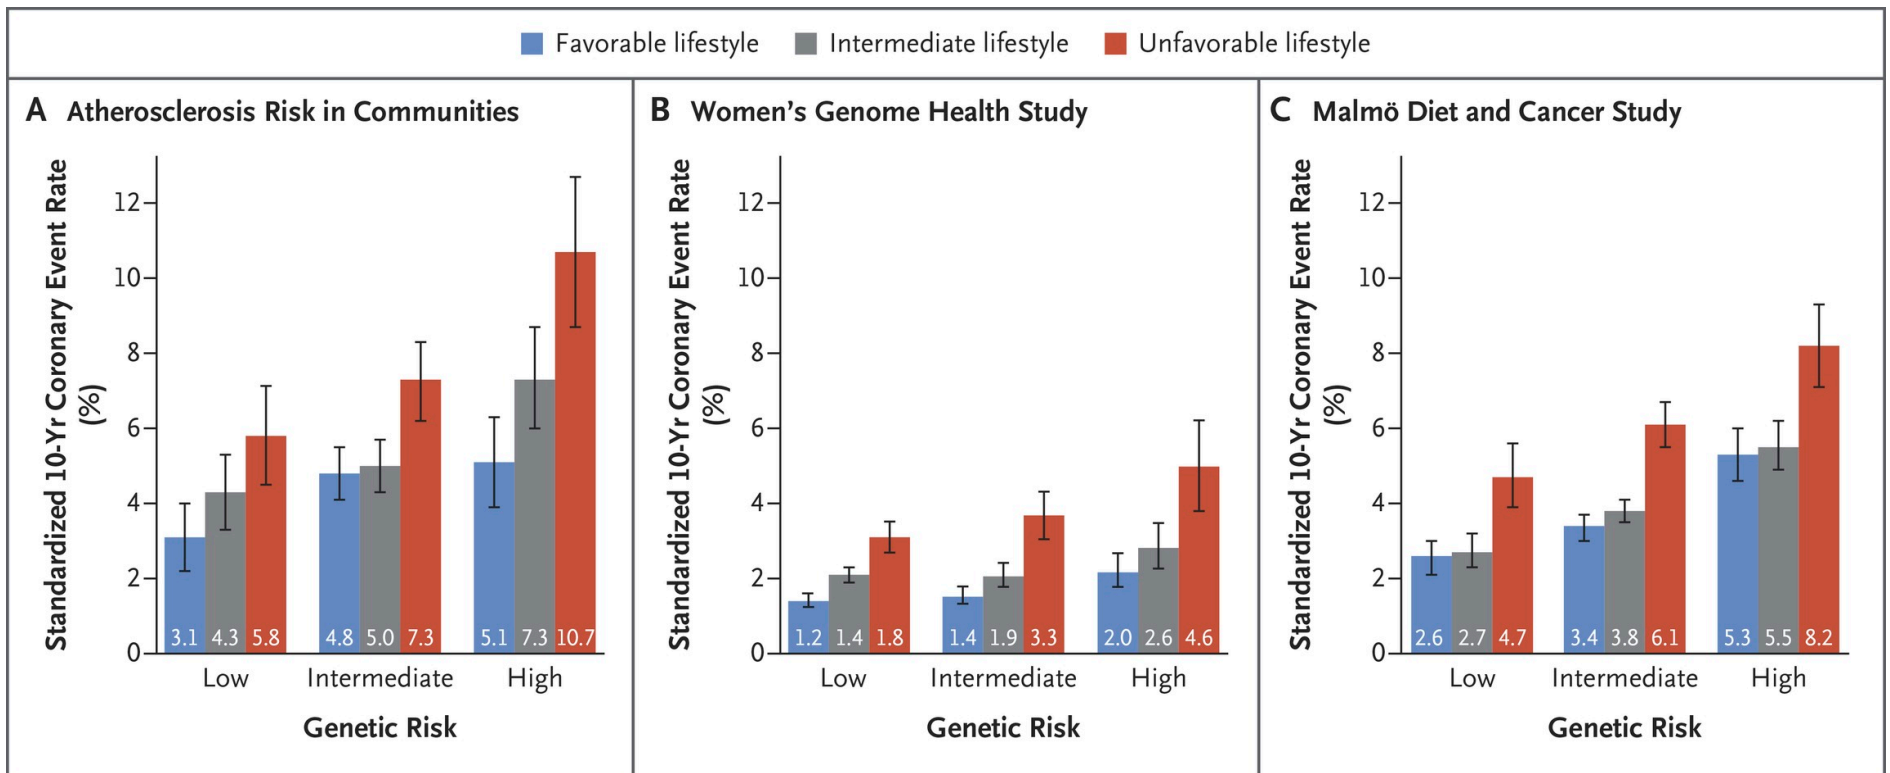 Favorable lifestyle Intermediate lifestyle Unfavorable lifestyle
A Atherosclerosis Risk in Communities
Standardized 10-Yr Coronary Event Rate
(%)
12
10
8
6
4
2
0
3.1 4.3 5.8 4.8 5.0 7.3 5.1 7.3 10.7
Low Intermediate High
Genetic Risk
B Women's Genome Health Study
Standardized 10-Yr Coronary Event Rate
(%)
12
10
8
6
4
2
0
1.2 1.4 1.8 1.4 1.9 3.3 2.0 2.6 4.6
Low Intermediate High
Genetic Risk
C Malmö Diet and Cancer Study
Standardized 10-Yr Coronary Event Rate
(%)
12
10
8
6
4
2
0
2.6 2.7 4.7 3.4 3.8 6.1 5.3 5.5 8.2
Low Intermediate High
Genetic Risk